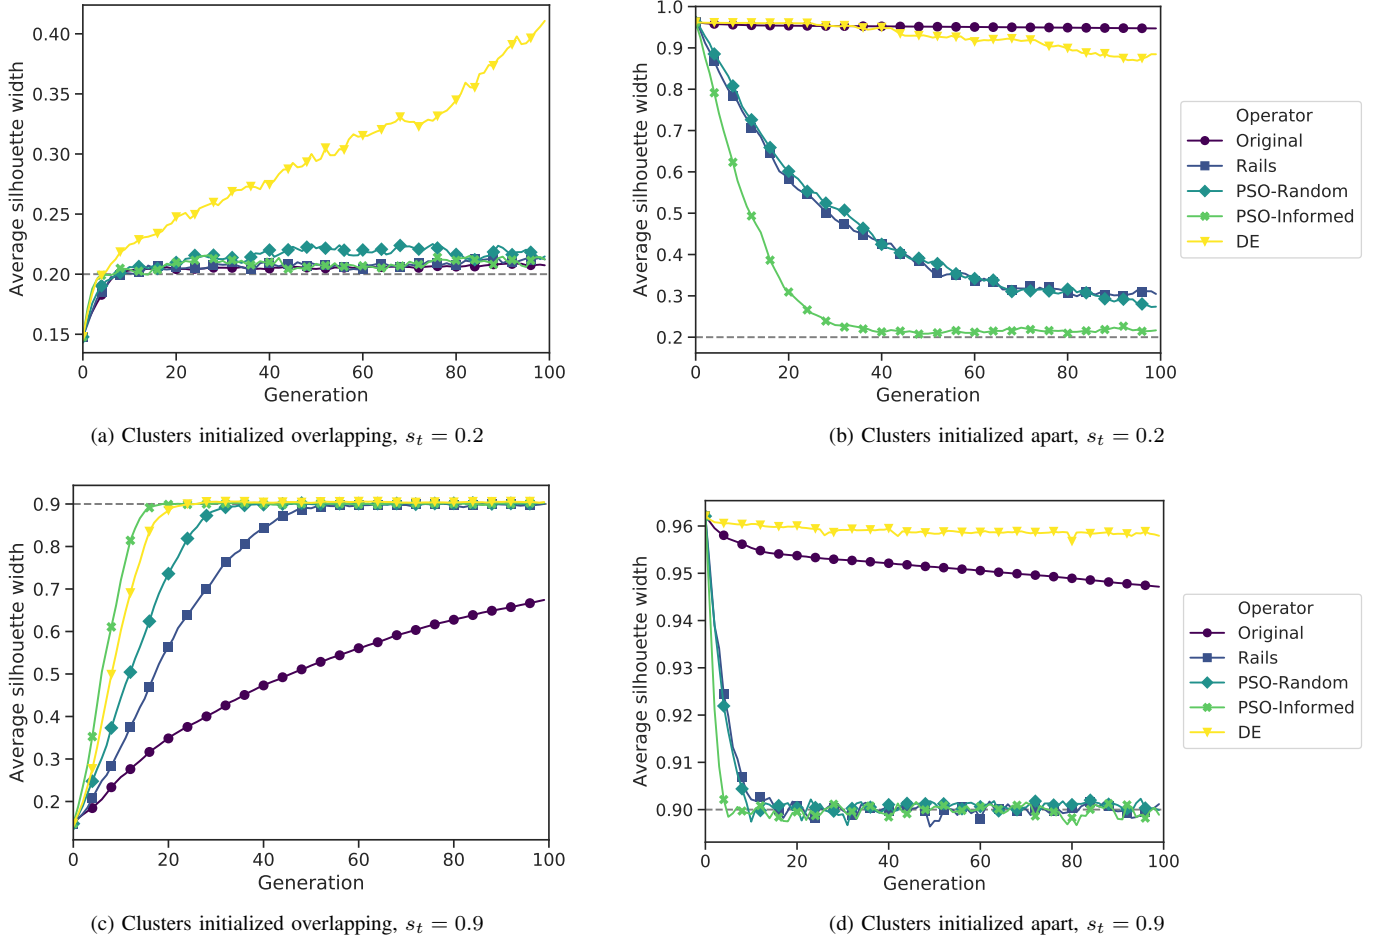 0.40
0.35
0.30
0.25
0.20
0.15
Average silhouette width
0 20 40 60 80 100
Generation
(a) Clusters initialized overlapping, s_t = 0.2
1.0
0.9
0.8
0.7
0.6
0.5
0.4
0.3
0.2
Average silhouette width
0 20 40 60 80 100
Generation
(b) Clusters initialized apart, s_t = 0.2
Operator
Original
Rails
PSO-Random
PSO-Informed
DE
0.9
0.8
0.7
0.6
0.5
0.4
0.3
0.2
Average silhouette width
0 20 40 60 80 100
Generation
(c) Clusters initialized overlapping, s_t = 0.9
0.96
0.95
0.94
0.93
0.92
0.91
0.90
Average silhouette width
0 20 40 60 80 100
Generation
(d) Clusters initialized apart, s_t = 0.9
Operator
Original
Rails
PSO-Random
PSO-Informed
DE